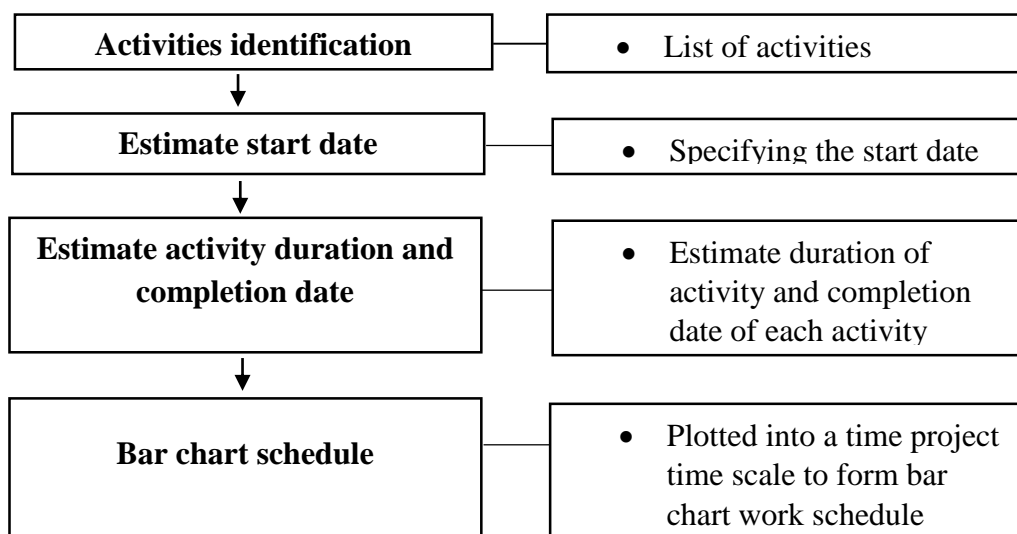 Activities identification
• List of activities
Estimate start date
• Specifying the start date
Estimate activity duration and
completion date
• Estimate duration of
activity and completion
date of each activity
Bar chart schedule
• Plotted into a time project
time scale to form bar
chart work schedule